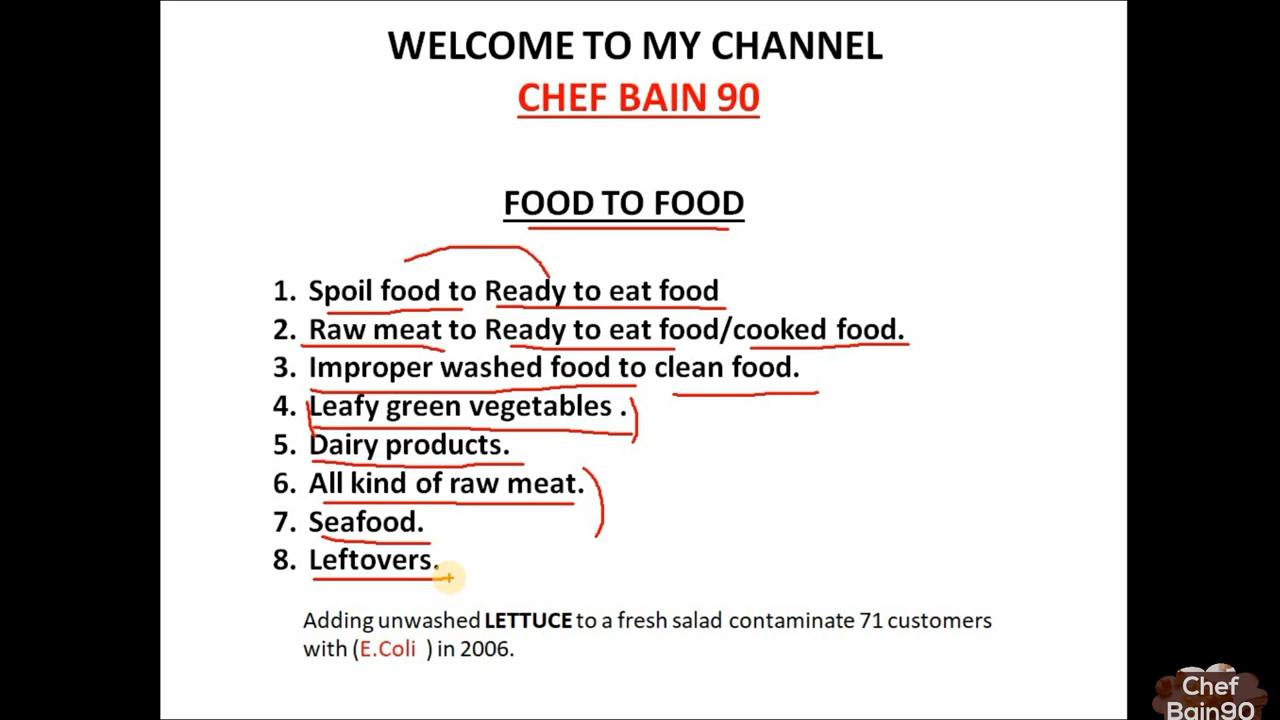 WELCOME TO MY CHANNEL
CHEF BAIN 90
FOOD TO FOOD
1. Spoil food to Ready to eat food
2. Raw meat to Ready to eat food/cooked food.
3. Improper washed food to clean food.
4. Leafy green vegetables .
5. Dairy products.
6. All kind of raw meat.
7. Seafood.
8. Leftovers.
Adding unwashed LETTUCE to a fresh salad contaminate 71 customers
with (E.Coli ) in 2006.
Chef
Bain90